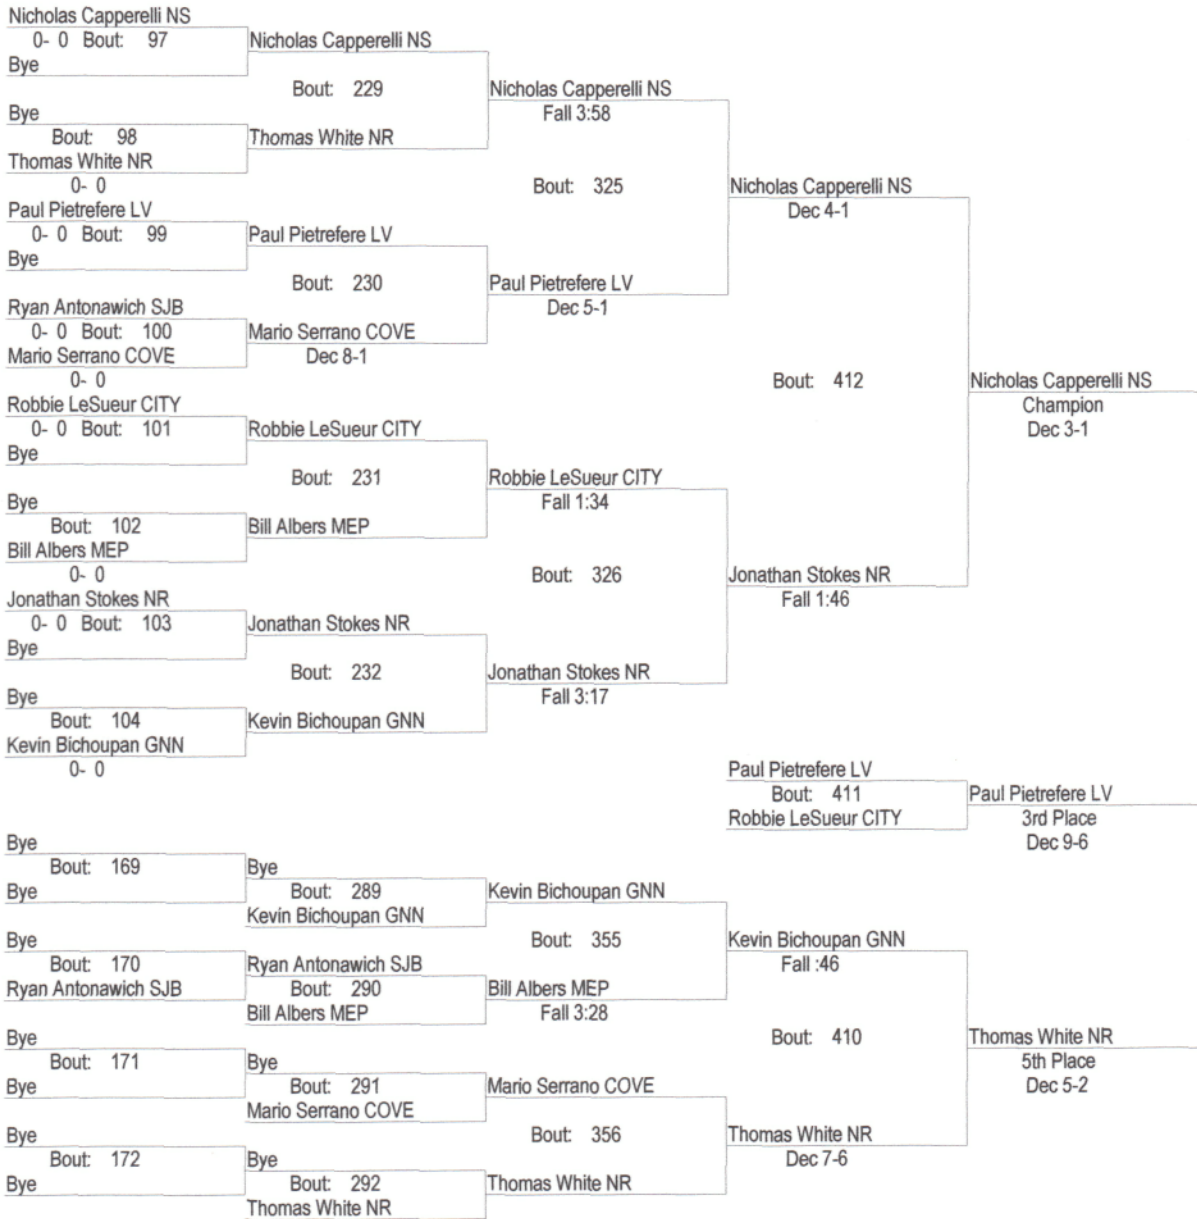 Nicholas Capperelli NS
0- 0 Bout: 97
Bye
Bye
Bout: 98
Thomas White NR
0- 0
Paul Pietrefere LV
0- 0 Bout: 99
Bye
Ryan Antonawich SJB
0- 0 Bout: 100
Mario Serrano COVE
0- 0
Robbie LeSueur CITY
0- 0 Bout: 101
Bye
Bye
Bout: 102
Bill Albers MEP
0- 0
Jonathan Stokes NR
0- 0 Bout: 103
Bye
Bye
Bout: 104
Kevin Bichoupan GNN
0- 0
Nicholas Capperelli NS
Bout: 229
Thomas White NR
Paul Pietrefere LV
Bout: 230
Mario Serrano COVE
Dec 8-1
Robbie LeSueur CITY
Bout: 231
Bill Albers MEP
Jonathan Stokes NR
Bout: 232
Kevin Bichoupan GNN
Nicholas Capperelli NS
Fall 3:58
Bout: 325
Paul Pietrefere LV
Dec 5-1
Robbie LeSueur CITY
Fall 1:34
Bout: 326
Jonathan Stokes NR
Fall 3:17
Nicholas Capperelli NS
Dec 4-1
Bout: 412
Jonathan Stokes NR
Fall 1:46
Nicholas Capperelli NS
Champion
Dec 3-1
Paul Pietrefere LV
Bout: 411
Robbie LeSueur CITY
Paul Pietrefere LV
3rd Place
Dec 9-6
Bye
Bout: 169
Bye
Bye
Bout: 170
Ryan Antonawich SJB
Bye
Bout: 171
Bye
Bye
Bout: 172
Bye
Bye
Bout: 289
Kevin Bichoupan GNN
Ryan Antonawich SJB
Bout: 290
Bill Albers MEP
Bye
Bout: 291
Mario Serrano COVE
Bye
Bout: 292
Thomas White NR
Kevin Bichoupan GNN
Bout: 355
Bill Albers MEP
Fall 3:28
Mario Serrano COVE
Bout: 356
Thomas White NR
Kevin Bichoupan GNN
Fall :46
Bout: 410
Thomas White NR
Dec 7-6
Thomas White NR
5th Place
Dec 5-2